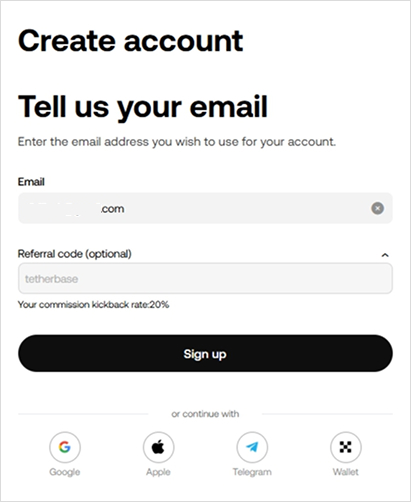 Create account
Tell us your email
Enter the email address you wish to use for your account.
Email
.com
Referral code (optional)
tetherbase
Your commission kickback rate:20%
Sign up
or continue with
Google Apple Telegram Wallet